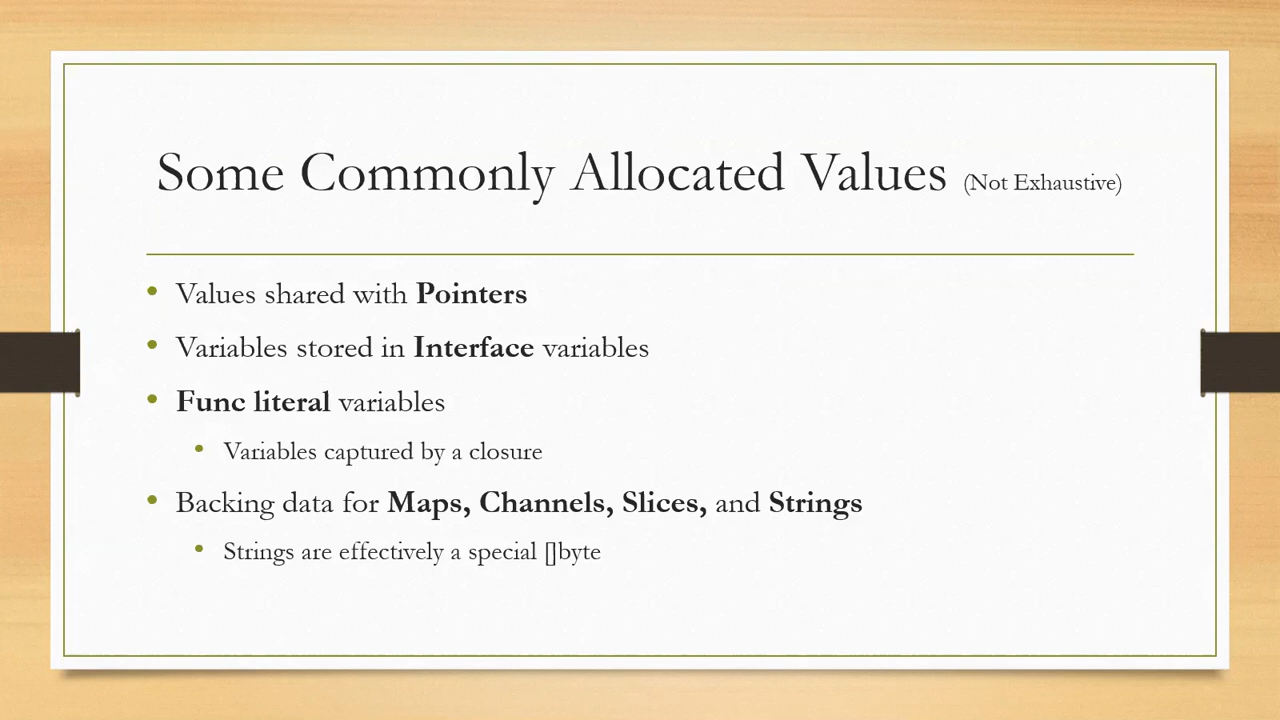 Some Commonly Allocated Values (Not Exhaustive)
• Values shared with Pointers
• Variables stored in Interface variables
• Func literal variables
• Variables captured by a closure
• Backing data for Maps, Channels, Slices, and Strings
• Strings are effectively a special []byte